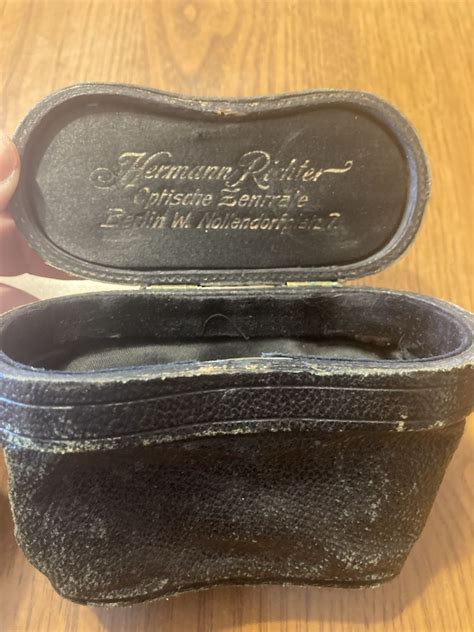 Hermann Richter
Optische Zentrale
Berlin W. Nollendorfplatz 7.